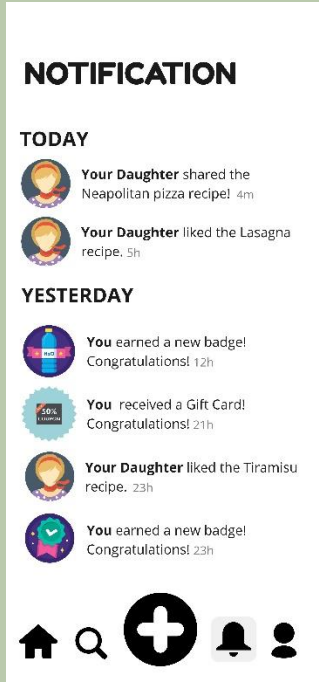 NOTIFICATION
TODAY
Your Daughter shared the
Neapolitan pizza recipe! 4m
Your Daughter liked the Lasagna
recipe. 5h
YESTERDAY
You earned a new badge!
Congratulations! 12h
You received a Gift Card!
Congratulations! 21h
50%
Your Daughter liked the Tiramisu
recipe. 23h
You earned a new badge!
Congratulations! 23h